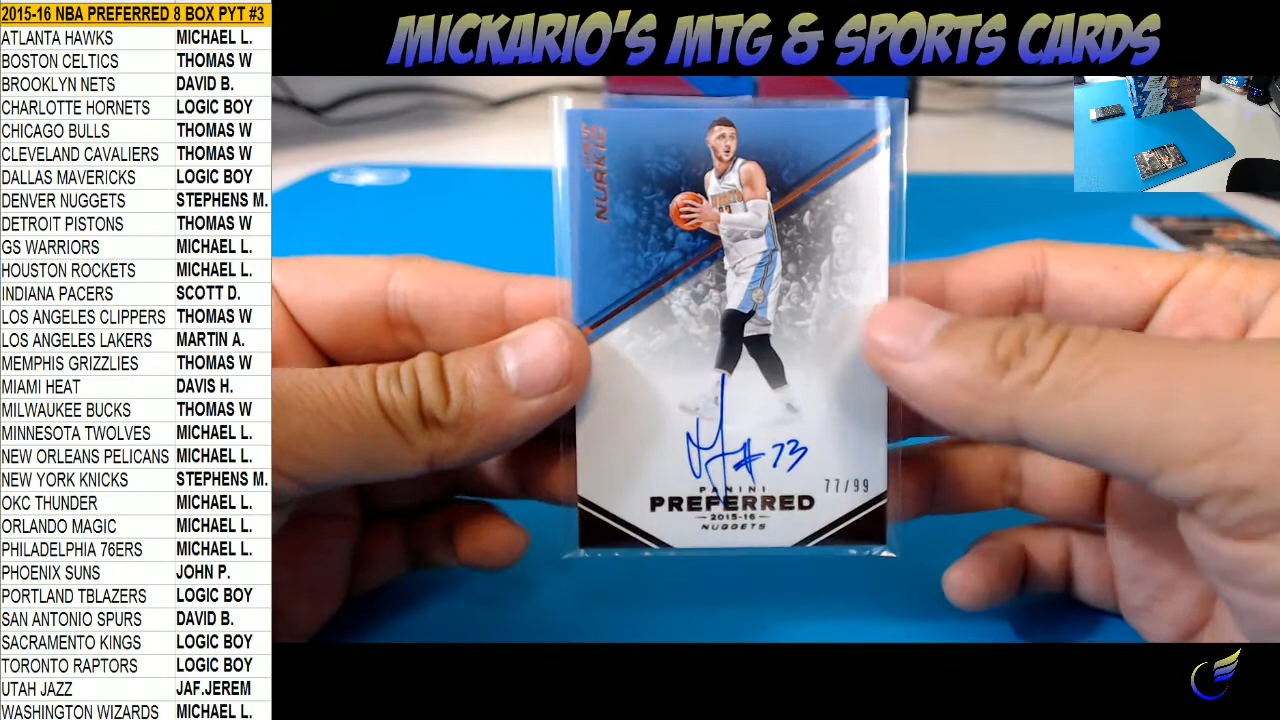 2015-16 NBA PREFERRED 8 BOX PYT #3
ATLANTA HAWKS MICHAEL L.
BOSTON CELTICS THOMAS W
BROOKLYN NETS DAVID B.
CHARLOTTE HORNETS LOGIC BOY
CHICAGO BULLS THOMAS W
CLEVELAND CAVALIERS THOMAS W
DALLAS MAVERICKS LOGIC BOY
DENVER NUGGETS STEPHENS M.
DETROIT PISTONS THOMAS W
GS WARRIORS MICHAEL L.
HOUSTON ROCKETS MICHAEL L.
INDIANA PACERS SCOTT D.
LOS ANGELES CLIPPERS THOMAS W
LOS ANGELES LAKERS MARTIN A.
MEMPHIS GRIZZLIES THOMAS W
MIAMI HEAT DAVIS H.
MILWAUKEE BUCKS THOMAS W
MINNESOTA TWOLVES MICHAEL L.
NEW ORLEANS PELICANS MICHAEL L.
NEW YORK KNICKS STEPHENS M.
OKC THUNDER MICHAEL L.
ORLANDO MAGIC MICHAEL L.
PHILADELPHIA 76ERS MICHAEL L.
PHOENIX SUNS JOHN P.
PORTLAND TBLAZERS LOGIC BOY
SAN ANTONIO SPURS DAVID B.
SACRAMENTO KINGS LOGIC BOY
TORONTO RAPTORS LOGIC BOY
UTAH JAZZ JAF.JEREM
WASHINGTON WIZARDS MICHAEL L.
MICKARIO'S MTG & SPORTS CARDS
NURKIC
#23
77/99
PANINI
PREFERRED
2015-16
NUGGETS